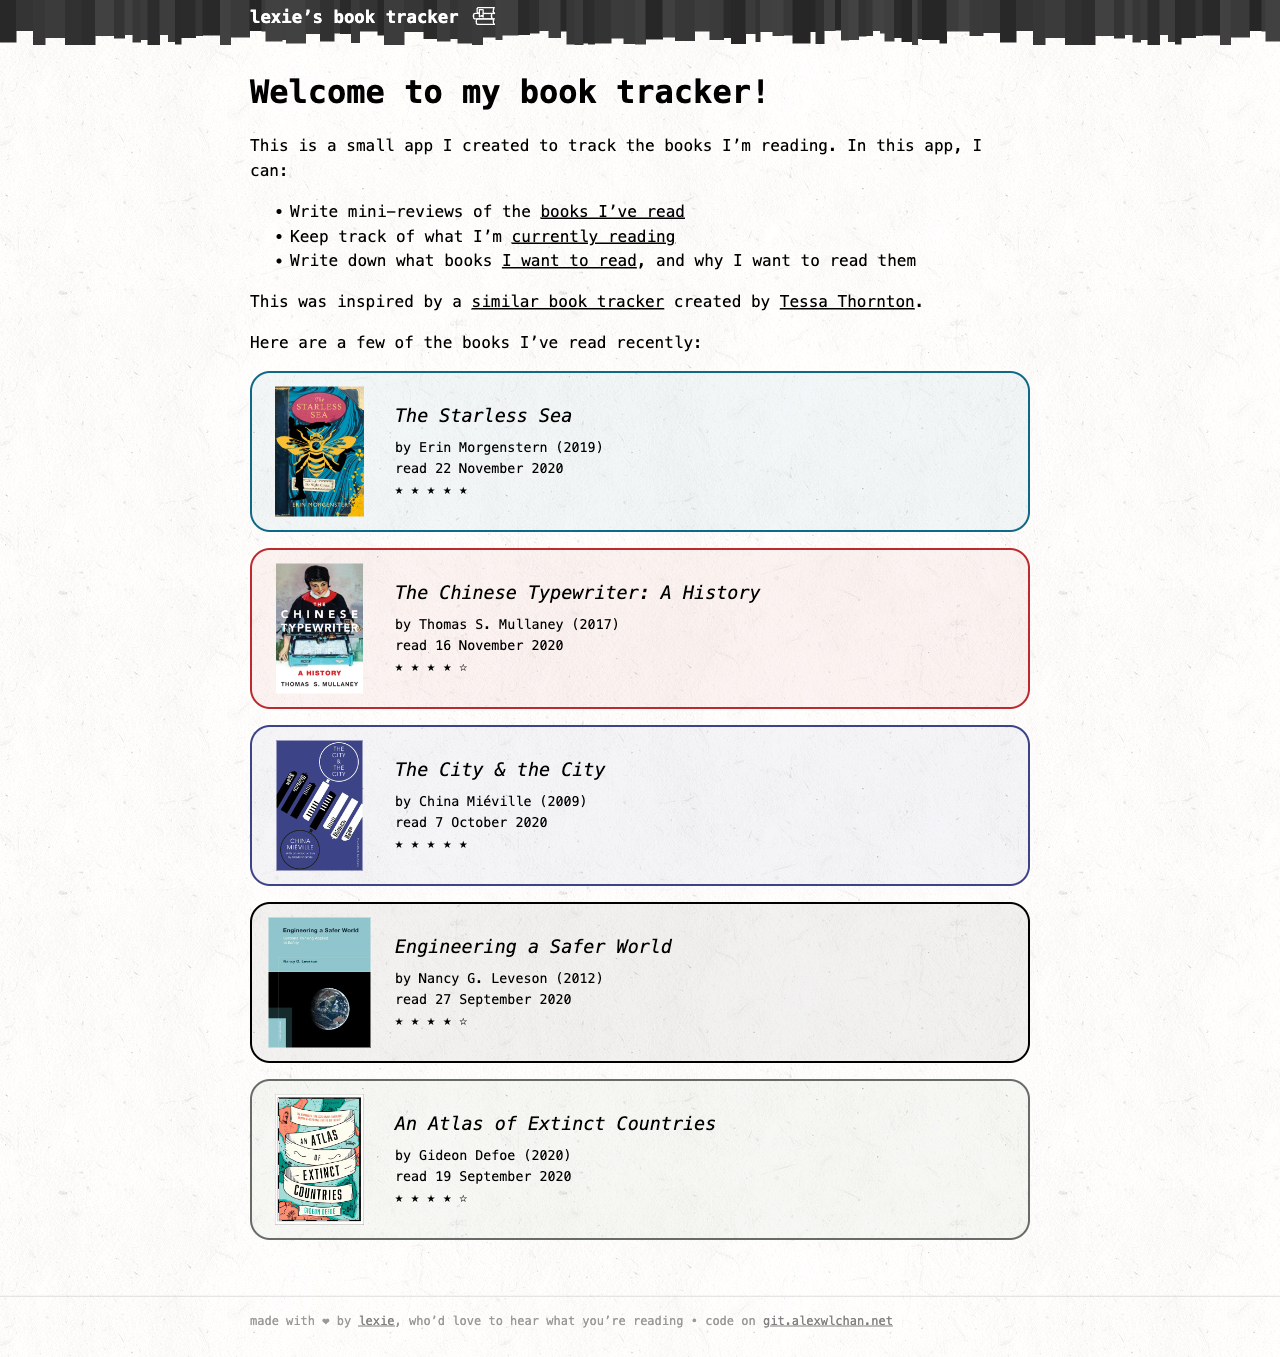 lexie’s book tracker
Welcome to my book tracker!
This is a small app I created to track the books I’m reading. In this app, I
can:
• Write mini-reviews of the books I’ve read
• Keep track of what I’m currently reading
• Write down what books I want to read, and why I want to read them
This was inspired by a similar book tracker created by Tessa Thornton.
Here are a few of the books I’ve read recently:
The
STARLESS
SEA
ERIN MORGENSTERN
The Starless Sea
by Erin Morgenstern (2019)
read 22 November 2020
★ ★ ★ ★ ★
THE
CHINESE
TYPEWRITER
A HISTORY
THOMAS S. MULLANEY
The Chinese Typewriter: A History
by Thomas S. Mullaney (2017)
read 16 November 2020
★ ★ ★ ★ ☆
THE
CITY
&
THE
CITY
CHINA
MIÉVILLE
The City & the City
by China Miéville (2009)
read 7 October 2020
★ ★ ★ ★ ★
Engineering a Safer World
Nancy G. Leveson
Engineering a Safer World
by Nancy G. Leveson (2012)
read 27 September 2020
★ ★ ★ ★ ☆
AN ATLAS
OF
EXTINCT
COUNTRIES
GIDEON DEFOE
An Atlas of Extinct Countries
by Gideon Defoe (2020)
read 19 September 2020
★ ★ ★ ★ ☆
made with ❤ by lexie, who’d love to hear what you’re reading • code on git.alexwlchan.net